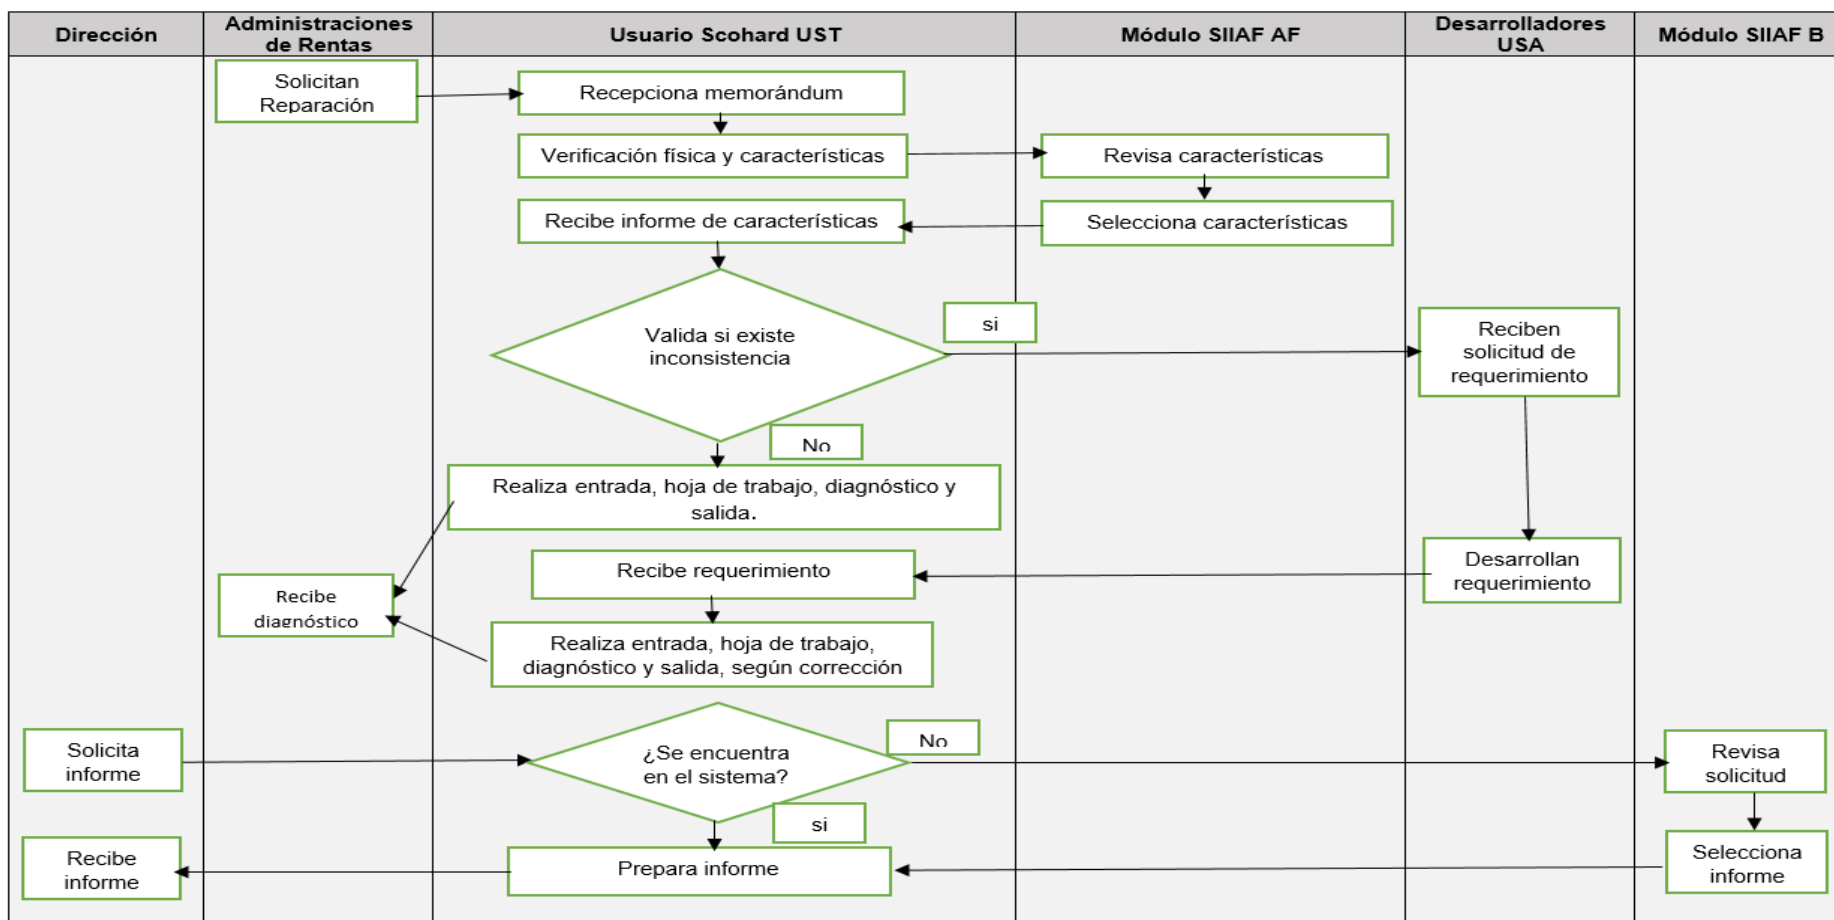 Dirección
Administraciones
de Rentas
Usuario Scohard UST
Módulo SIIAF AF
Desarrolladores
USA
Módulo SIIAF B
Solicitan
Reparación
Recepciona memorándum
Verificación física y características
Revisa características
Recibe informe de características
Selecciona características
Valida si existe
inconsistencia
si
Reciben
solicitud de
requerimiento
No
Realiza entrada, hoja de trabajo, diagnóstico y
salida.
Recibe requerimiento
Desarrollan
requerimiento
Recibe
diagnóstico
Realiza entrada, hoja de trabajo,
diagnóstico y salida, según corrección
Solicita
informe
¿Se encuentra
en el sistema?
No
Revisa
solicitud
si
Recibe
informe
Prepara informe
Selecciona
informe